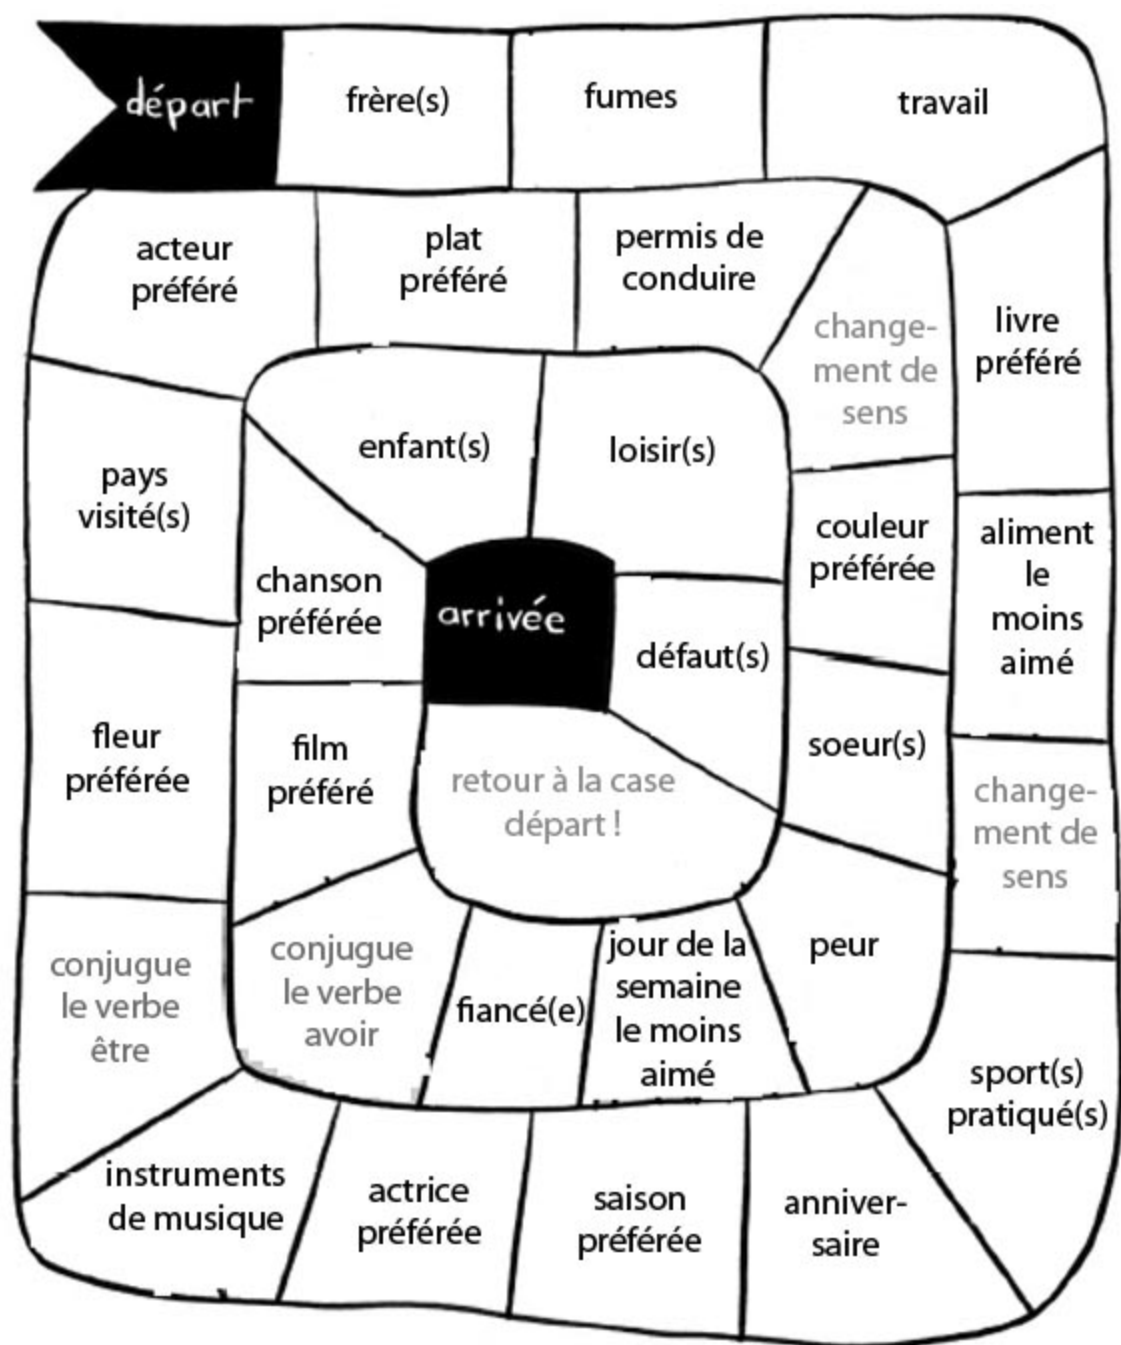 départ
frère(s)
fumes
travail
livre
préféré
aliment
le
moins
aimé
change-
ment de
sens
sport(s)
pratiqué(s)
anniver-
saire
saison
préférée
actrice
préférée
instruments
de musique
conjugue
le verbe
être
fleur
préférée
pays
visité(s)
acteur
préféré
plat
préféré
permis de
conduire
change-
ment de
sens
couleur
préférée
soeur(s)
peur
jour de la
semaine
le moins
aimé
fiancé(e)
conjugue
le verbe
avoir
film
préféré
chanson
préférée
enfant(s)
loisir(s)
défaut(s)
retour à la case
départ !
arrivée